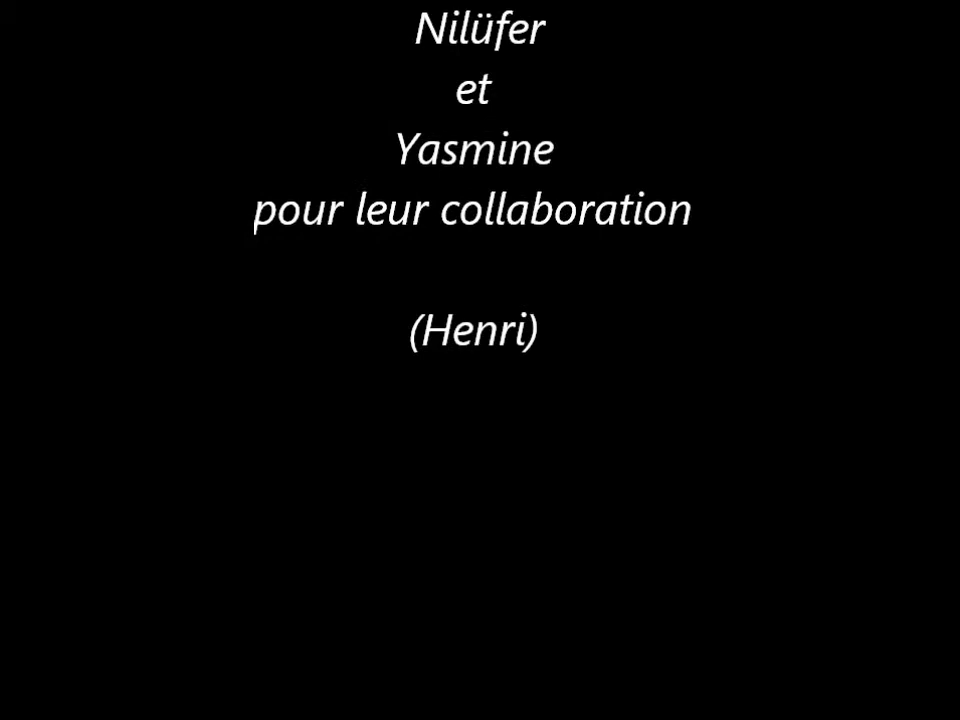 Nilüfer
et
Yasmine
pour leur collaboration
(Henri)